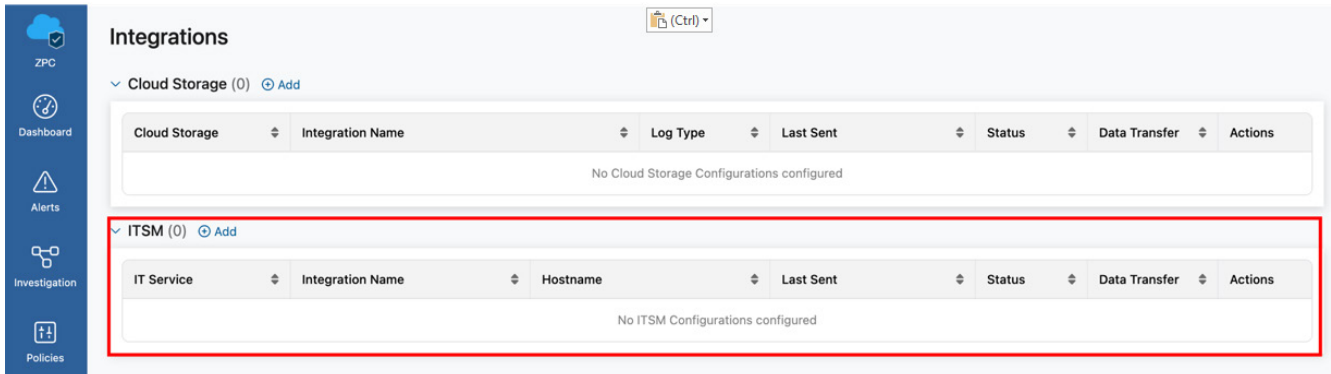 (Ctrl)
ZPC
Integrations
Cloud Storage (0) Add
Dashboard
Cloud Storage Integration Name Log Type Last Sent Status Data Transfer Actions
No Cloud Storage Configurations configured
Alerts
ITSM (0) Add
Investigation
IT Service Integration Name Hostname Last Sent Status Data Transfer Actions
No ITSM Configurations configured
Policies